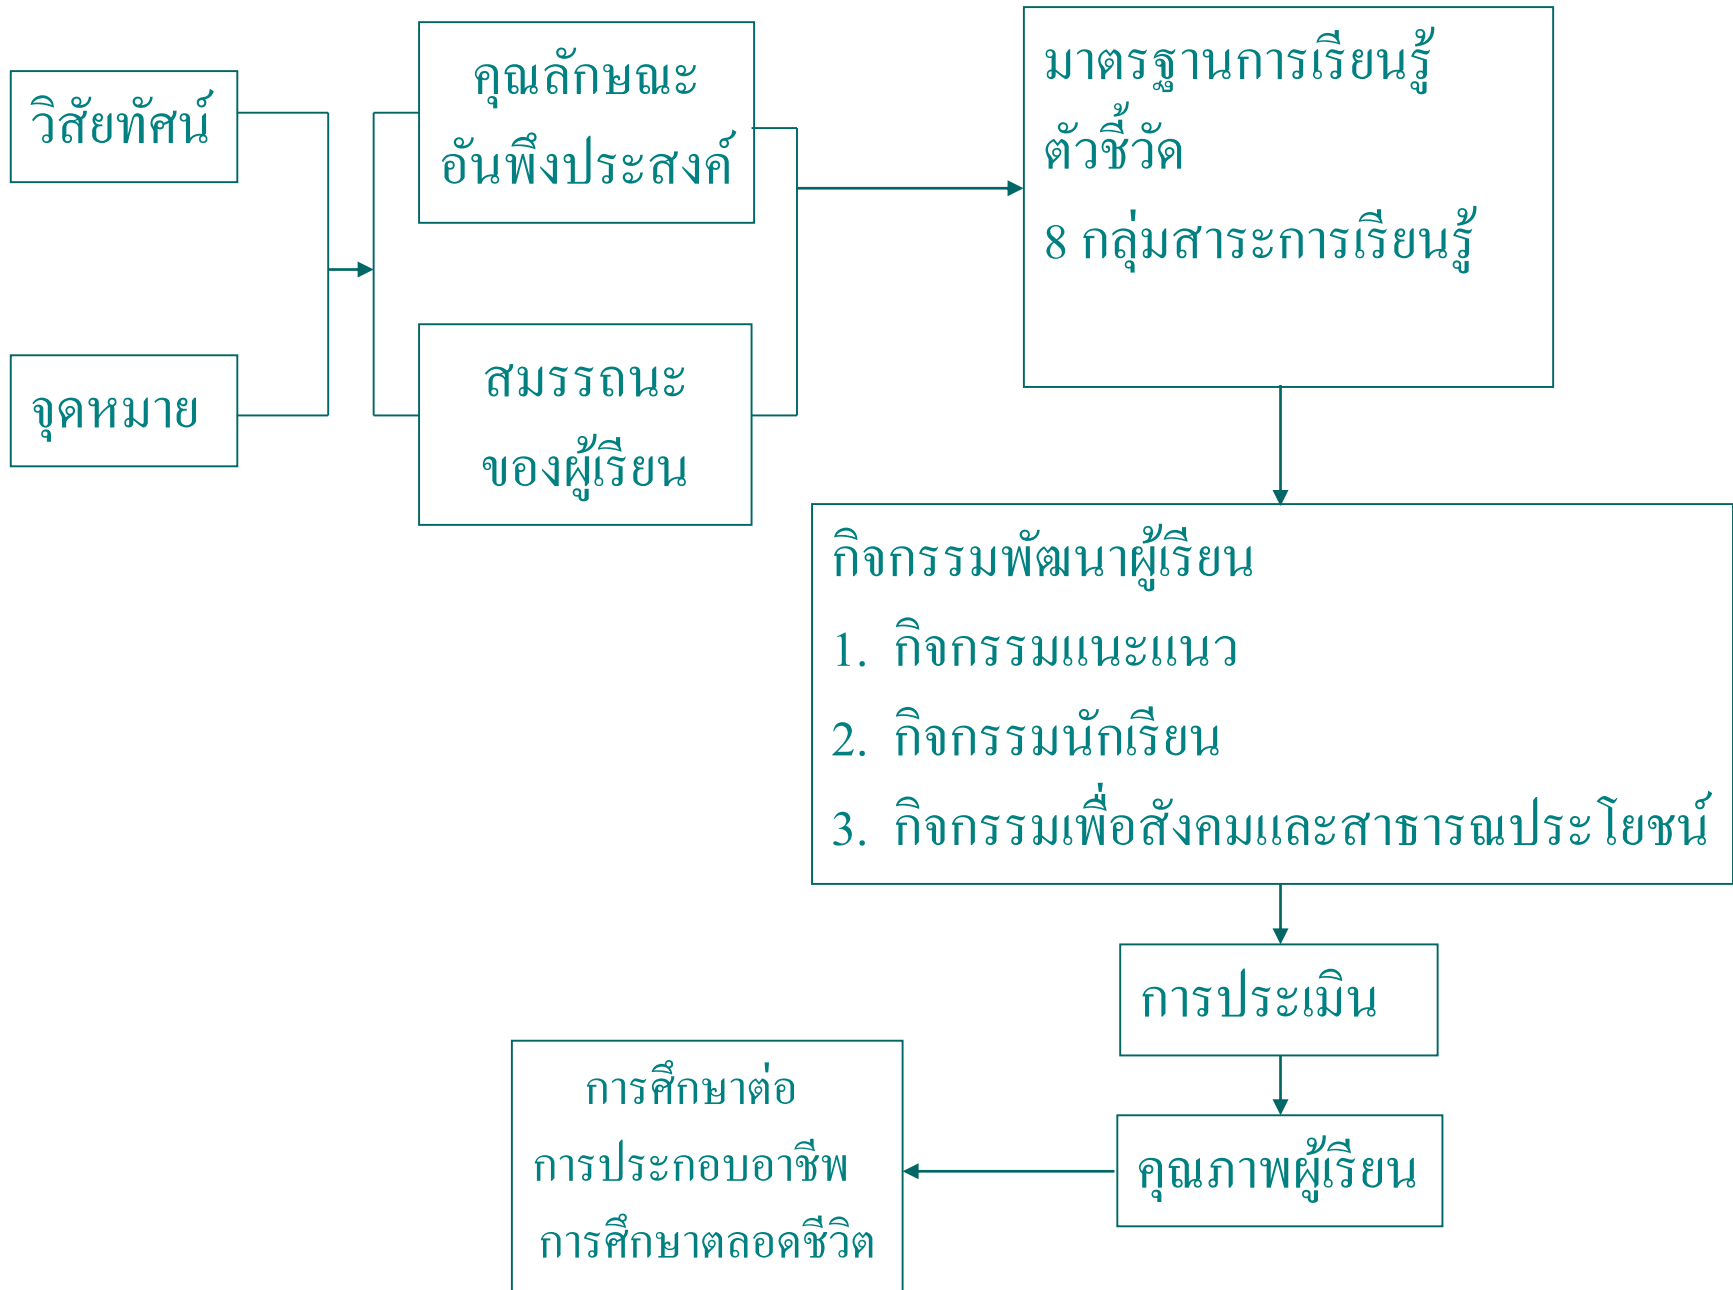 วิสัยทัศน์
จุดหมาย
คุณลักษณะ
อันพึงประสงค์
สมรรถนะ
ของผู้เรียน
มาตรฐานการเรียนรู้
ตัวชี้วัด
8 กลุ่มสาระการเรียนรู้
กิจกรรมพัฒนาผู้เรียน
1. กิจกรรมแนะแนว
2. กิจกรรมนักเรียน
3. กิจกรรมเพื่อสังคมและสาธารณประโยชน์
การประเมิน
คุณภาพผู้เรียน
การศึกษาต่อ
การประกอบอาชีพ
การศึกษาตลอดชีวิต